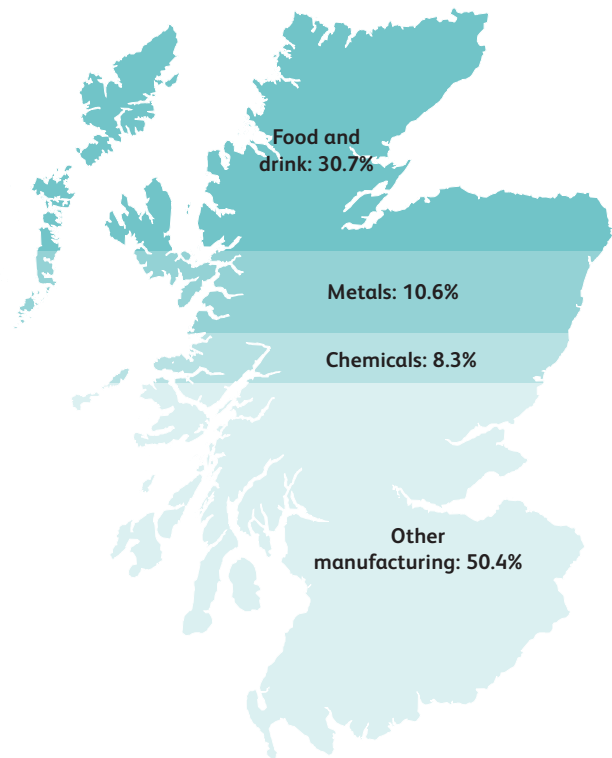 Food and
drink: 30.7%
Metals: 10.6%
Chemicals: 8.3%
Other
manufacturing: 50.4%